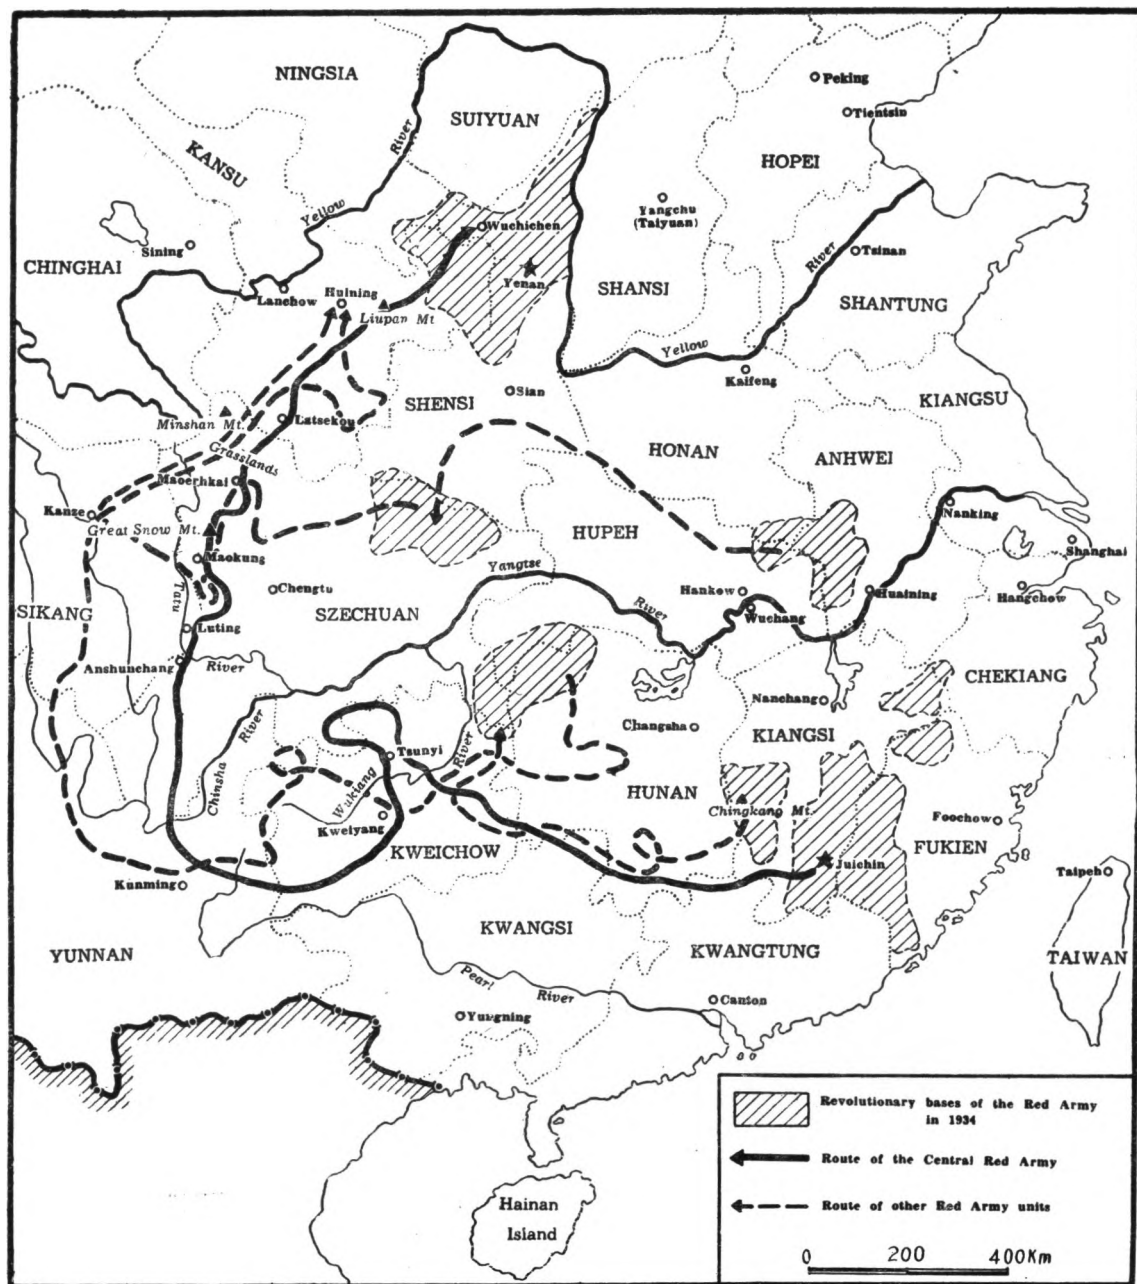 NINGSIA
SUIYUAN
Peking
Tientsin
HOPEI
KANSU
River
Yellow
Yangchu
(Taiyuan)
Wuchichen
Sining
CHINGHAI
Yenan
SHANSI
River
Tsinan
Lanchow
Huining
Liupan Mt
SHANTUNG
Yellow
Kaifeng
Sian
SHENSI
KIANGSU
Minshan Mt.
Latsekou
HONAN
ANHWEI
Grasslands
Maoerhkai
Kanze
Great Snow Mt.
Nanking
HUPEH
Shanghai
Maokung
Yangtse
Tatu
Chengtu
Hankow
Huaining
Hangchow
SIKANG
SZECHUAN
River
Wuchang
Luting
Anshunchang
River
CHEKIANG
Nanchang
River
Changsha
KIANGSI
Tsunyi
River
Chinsha
Wukiang
HUNAN
Chingkang Mt.
Kweiyang
Foochow
KWEICHOW
FUKIEN
Juichin
Taipeh
Kunming
KWANGSI
KWANGTUNG
YUNNAN
TAIWAN
Pearl
River
Canton
Yungning
Revolutionary bases of the Red Army
in 1934
Route of the Central Red Army
Route of other Red Army units
Hainan
Island
0 200 400Km